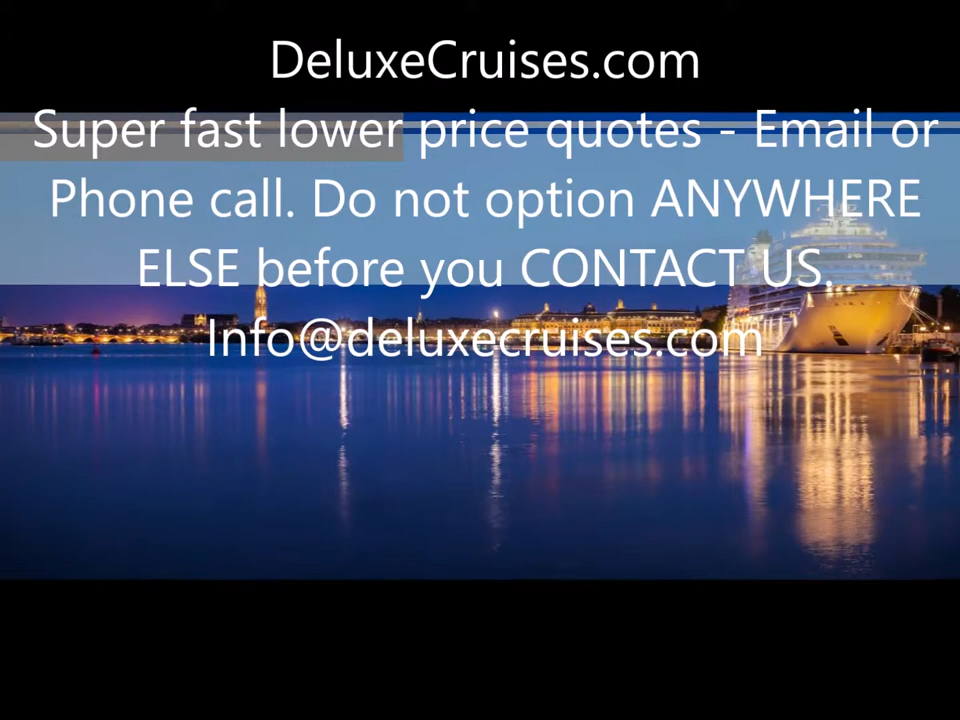 DeluxeCruises.com
Super fast lower price quotes - Email or
Phone call. Do not option ANYWHERE
ELSE before you CONTACT US.
Info@deluxecruises.com